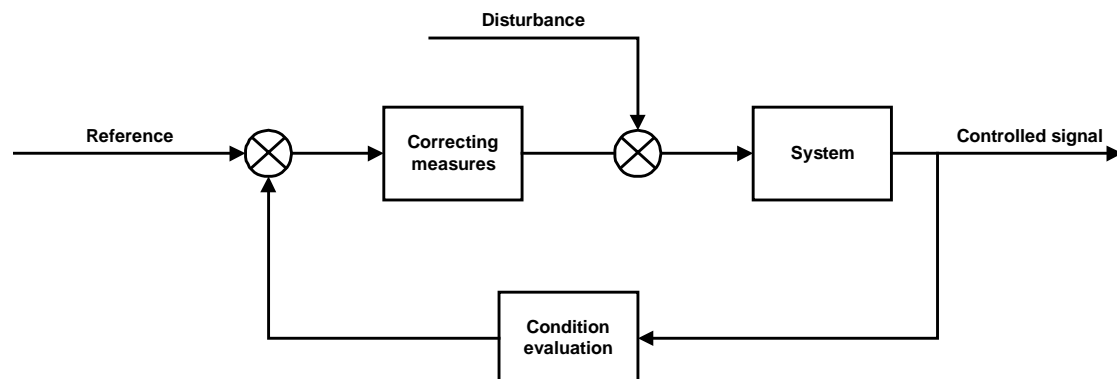 Disturbance
Reference
Correcting
measures
System
Controlled signal
Condition
evaluation